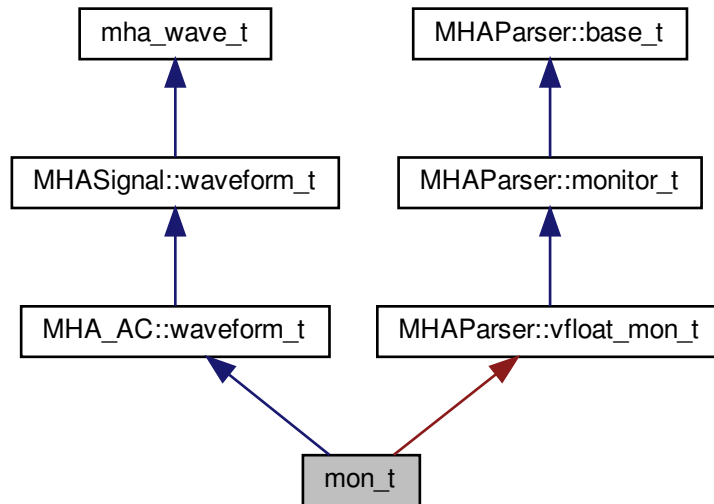 mha_wave_t
MHAParser::base_t
MHASignal::waveform_t
MHAParser::monitor_t
MHA_AC::waveform_t
MHAParser::vfloat_mon_t
mon_t